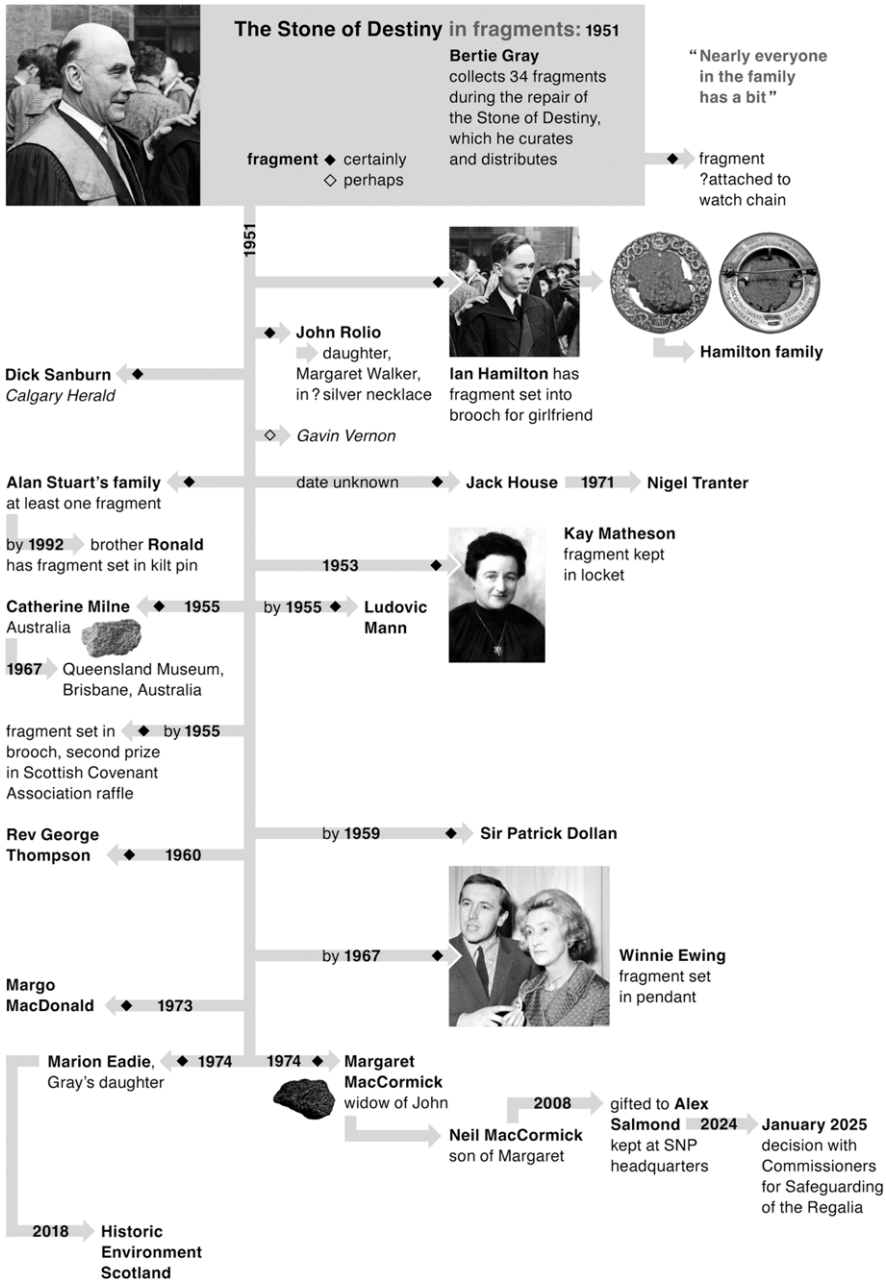 The Stone of Destiny in fragments: 1951
Bertie Gray
collects 34 fragments
during the repair of
the Stone of Destiny,
which he curates
and distributes
fragment ◆ certainly
◇ perhaps
“Nearly everyone
in the family
has a bit”
fragment
?attached to
watch chain
1951
Ian Hamilton has
fragment set into
brooch for girlfriend
Hamilton family
John Rolio
daughter,
Margaret Walker,
in ? silver necklace
Dick Sanburn
Calgary Herald
Gavin Vernon
Alan Stuart’s family
at least one fragment
by 1992 brother Ronald
has fragment set in kilt pin
date unknown Jack House 1971 Nigel Tranter
1953
Kay Matheson
fragment kept
in locket
Catherine Milne 1955
Australia
1967 Queensland Museum,
Brisbane, Australia
by 1955 Ludovic
Mann
fragment set in by 1955
brooch, second prize
in Scottish Covenant
Association raffle
by 1959 Sir Patrick Dollan
Rev George
Thompson 1960
by 1967
Winnie Ewing
fragment set
in pendant
Margo
MacDonald 1973
Marion Eadie, 1974
Gray’s daughter
1974 Margaret
MacCormick
widow of John
Neil MacCormick
son of Margaret
2008 gifted to Alex
Salmond 2024
kept at SNP
headquarters
January 2025
decision with
Commissioners
for Safeguarding
of the Regalia
2018 Historic
Environment
Scotland